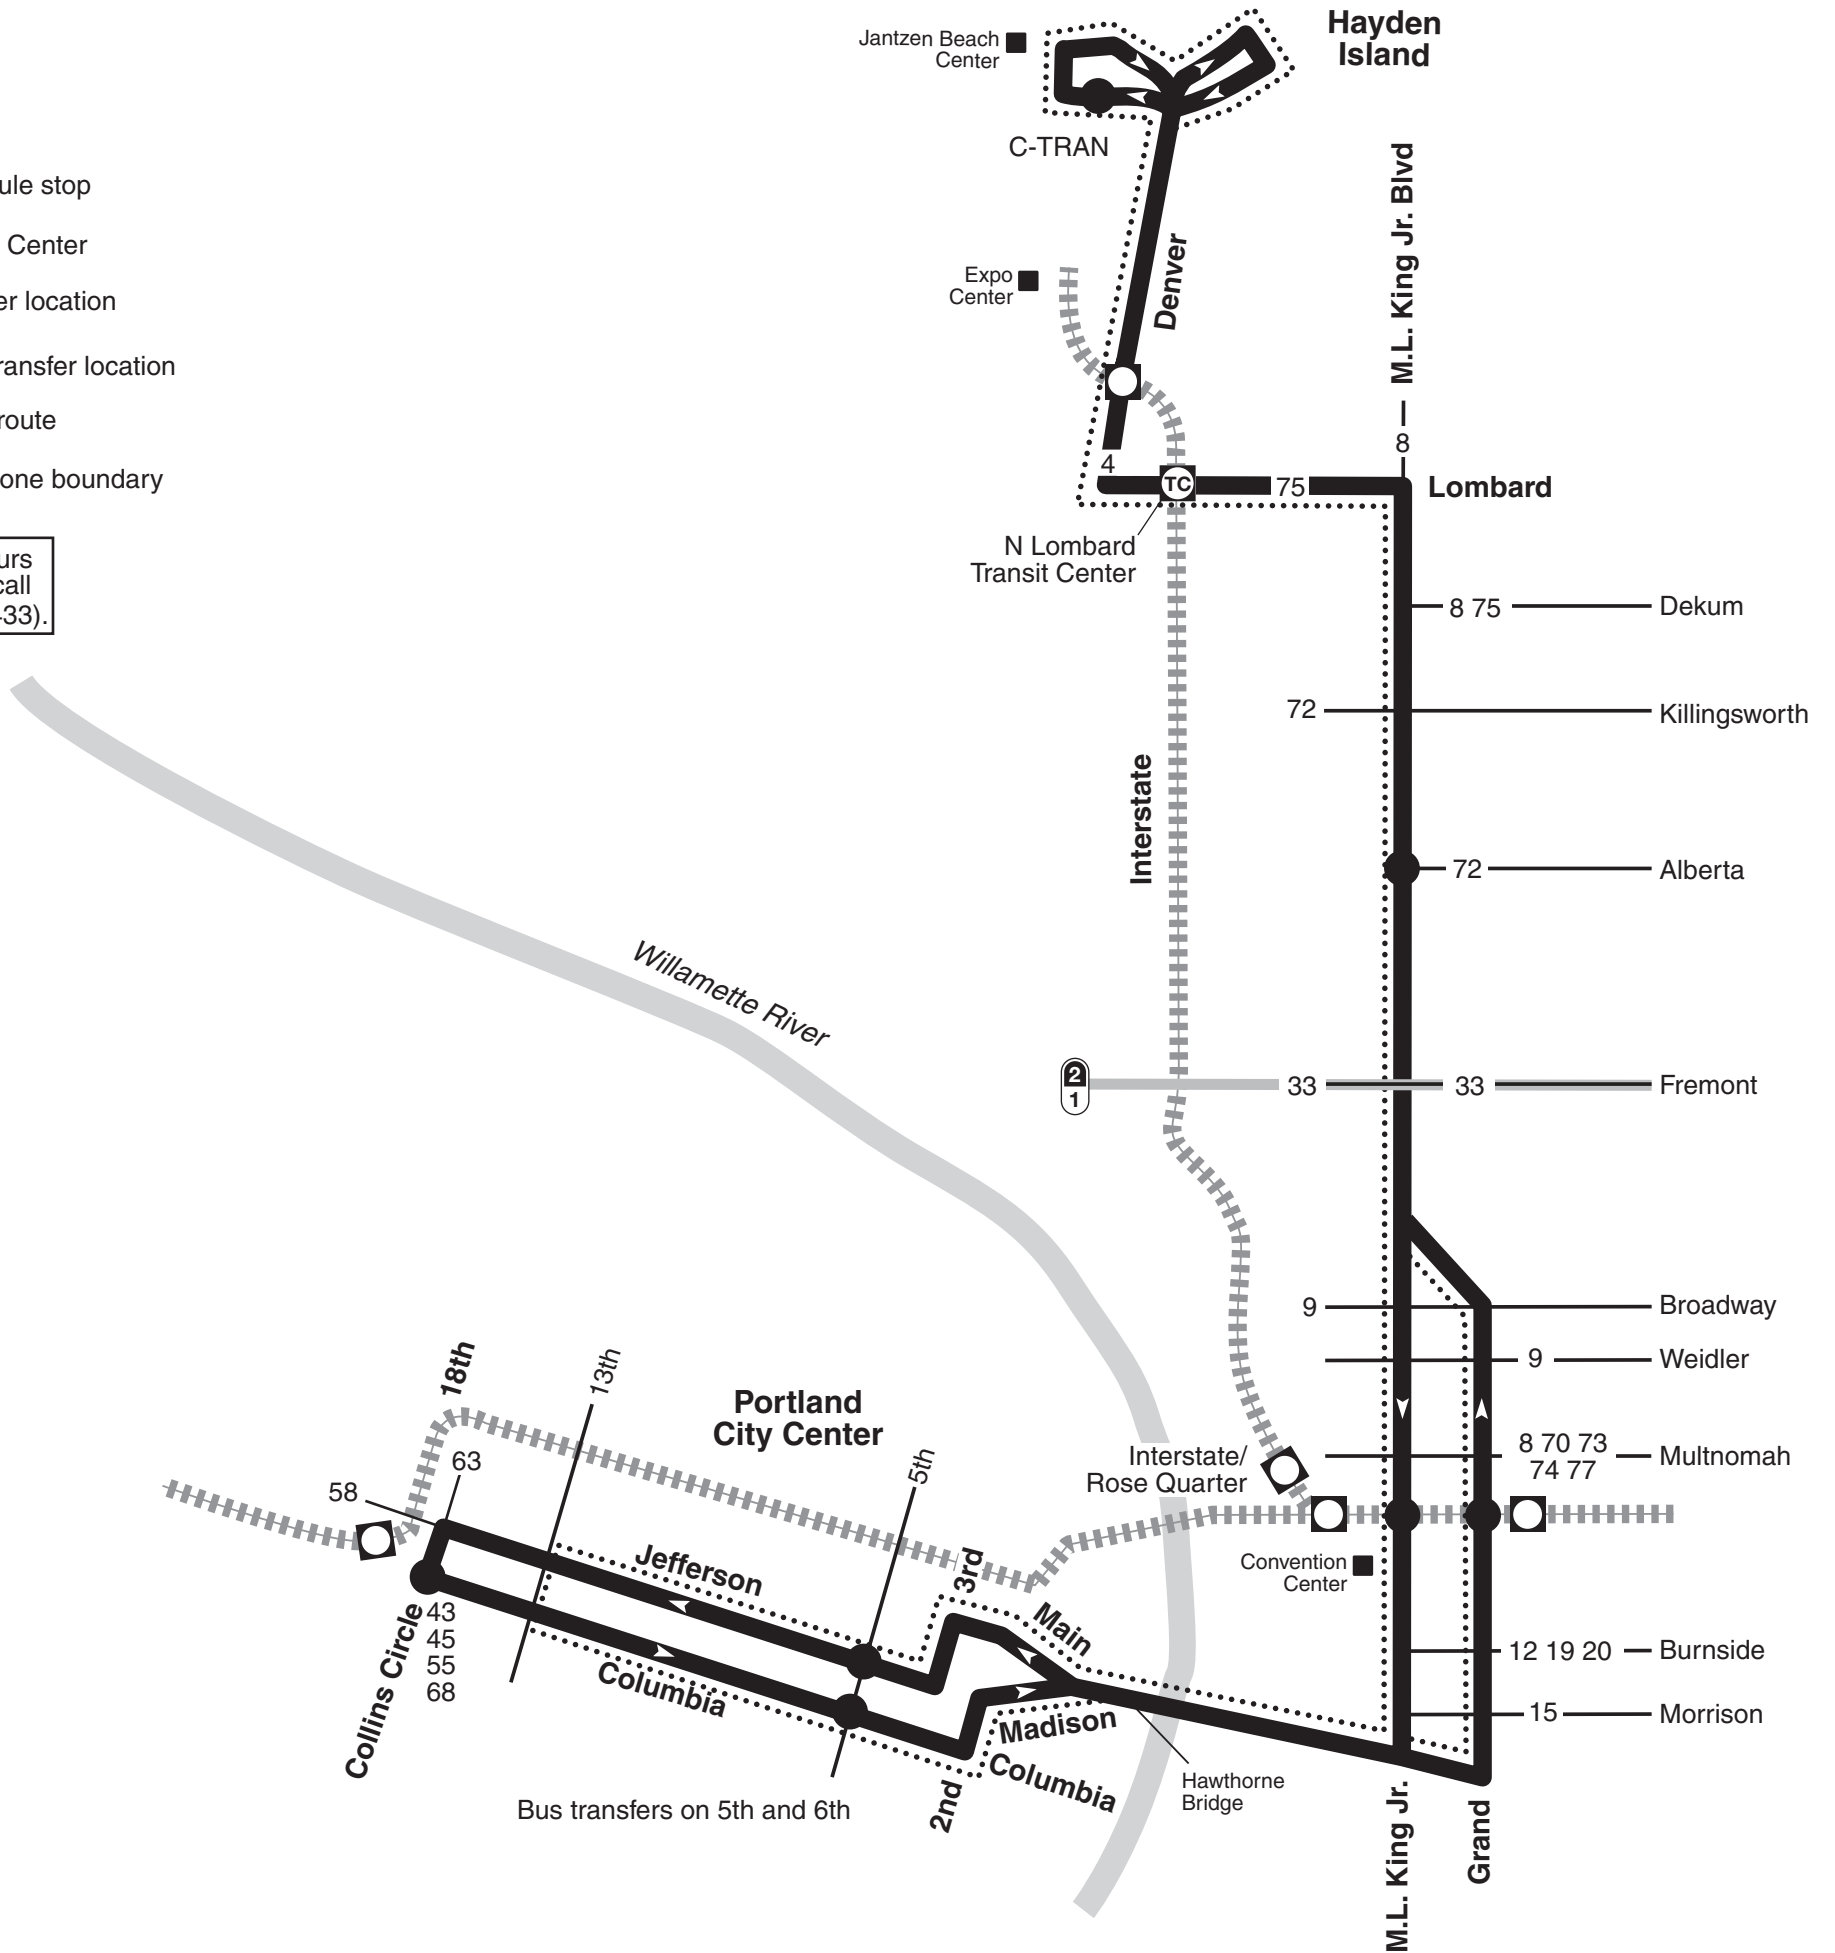 Jantzen Beach
Center
Hayden
Island
C-TRAN
M.L. King Jr. Blvd
ule stop
Center
er location
ransfer location
route
one boundary
urs
call
-33).
Expo
Center
Denver
8
4
TC
75
Lombard
N Lombard
Transit Center
8 75
Dekum
72
Killingsworth
Interstate
72
Alberta
Willamette River
2
1
33
33
Fremont
9
Broadway
9
Weidler
18th
13th
Portland
City Center
5th
Interstate/
Rose Quarter
8 70 73
74 77
Multnomah
63
58
Jefferson
3rd
Main
Convention
Center
Collins Circle
43
45
55
68
Columbia
12 19 20
Burnside
Madison
15
Morrison
Columbia
2nd
Hawthorne
Bridge
Bus transfers on 5th and 6th
M.L. King Jr.
Grand